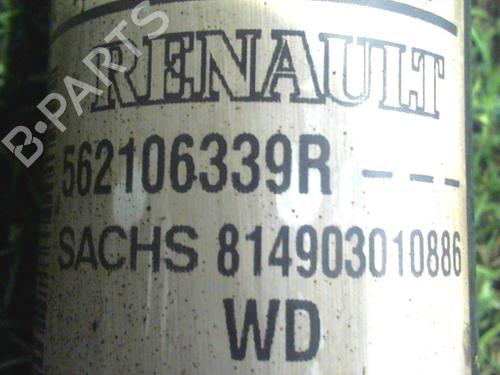 RENAULT
562106339R ---
SACHS 814903010886
WD
B-PARTS